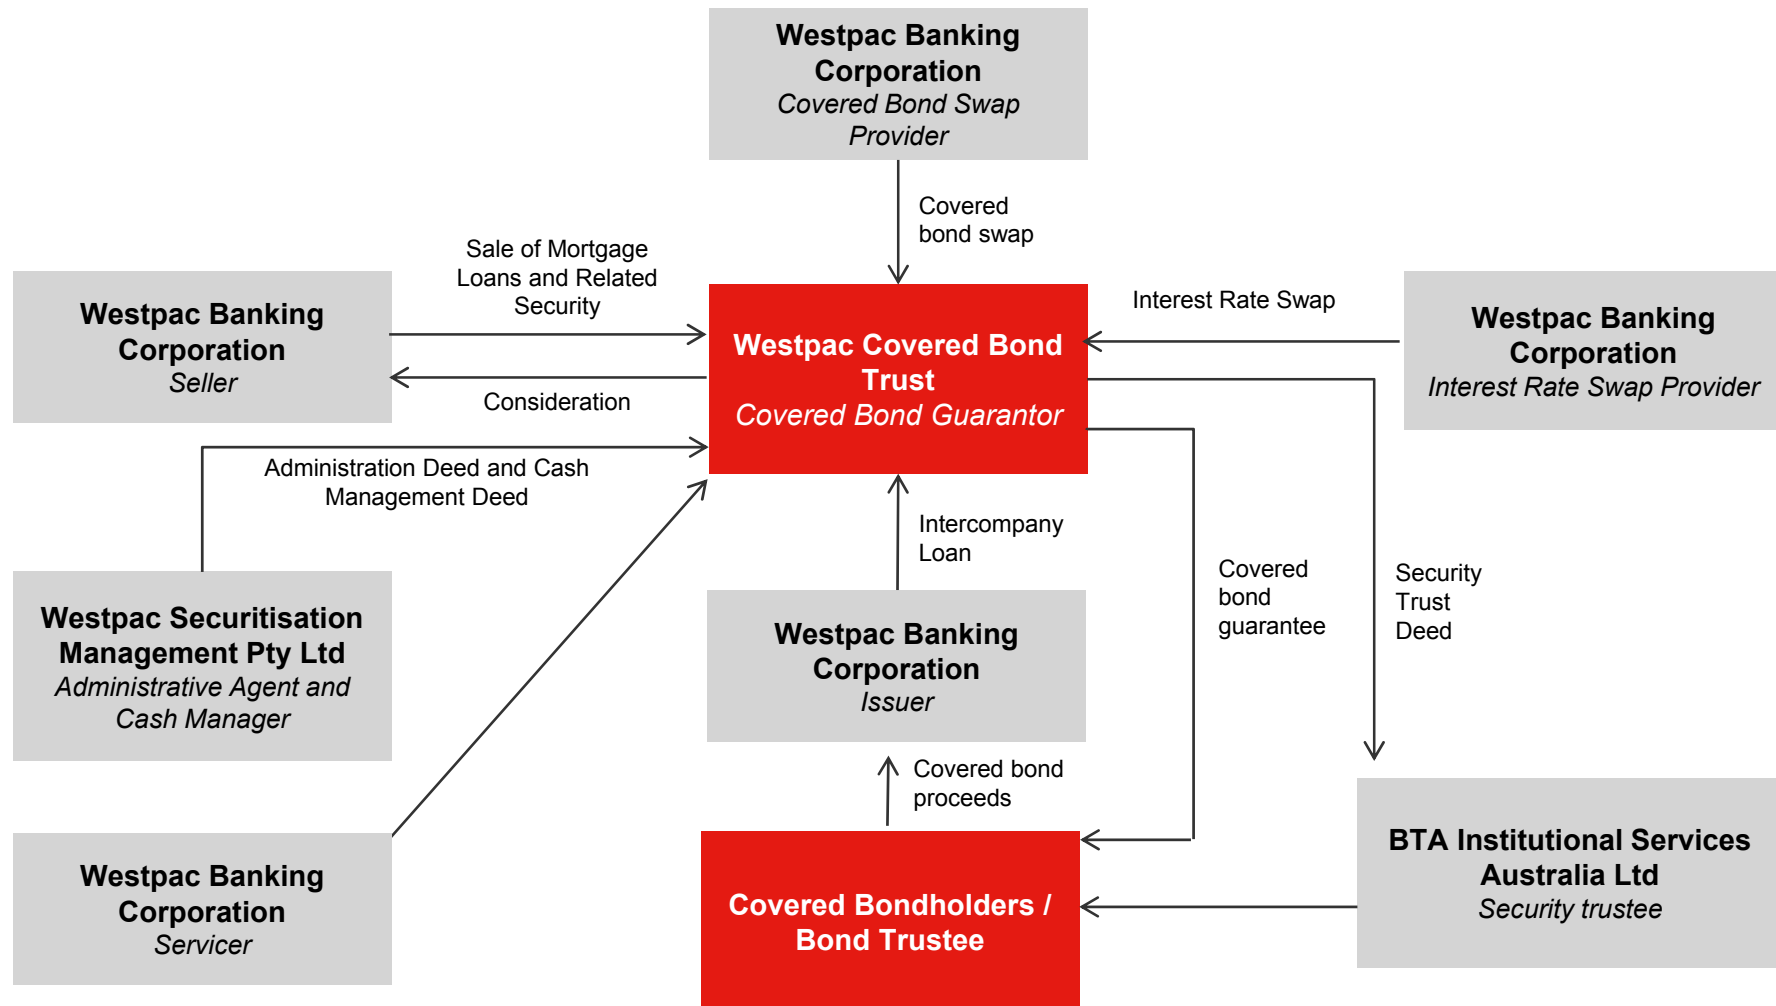 Westpac Banking
Corporation
Covered Bond Swap
Provider
Covered
bond swap
Sale of Mortgage
Loans and Related
Security
Westpac Banking
Corporation
Seller
Consideration
Westpac Covered Bond
Trust
Covered Bond Guarantor
Interest Rate Swap
Westpac Banking
Corporation
Interest Rate Swap Provider
Administration Deed and Cash
Management Deed
Intercompany
Loan
Covered
bond
guarantee
Security
Trust
Deed
Westpac Securitisation
Management Pty Ltd
Administrative Agent and
Cash Manager
Westpac Banking
Corporation
Issuer
Covered bond
proceeds
Westpac Banking
Corporation
Servicer
Covered Bondholders /
Bond Trustee
BTA Institutional Services
Australia Ltd
Security trustee